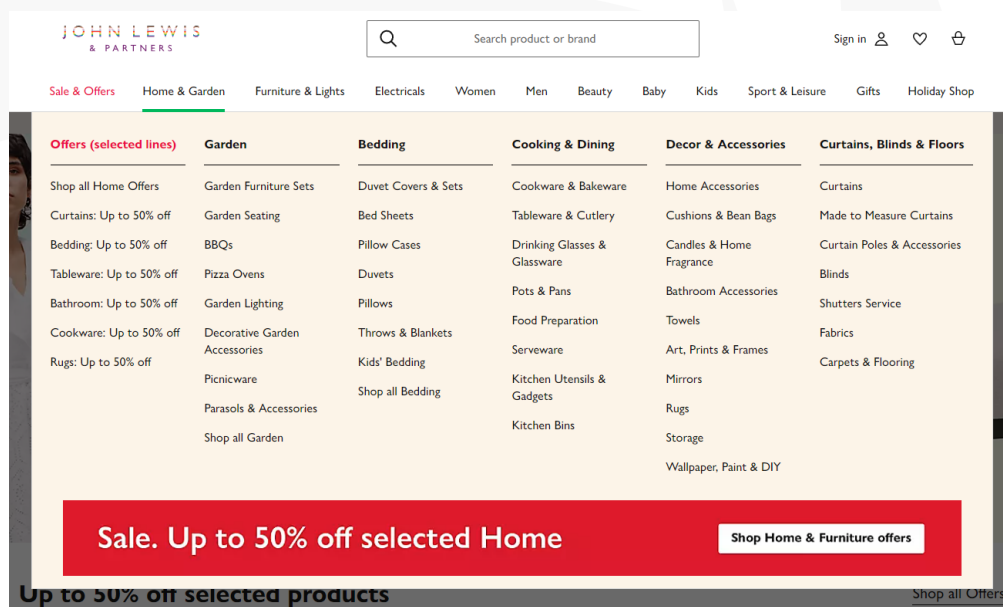 JOHN LEWIS
& PARTNERS
Search product or brand
Sign in
Sale & Offers
Home & Garden
Furniture & Lights
Electricals
Women
Men
Beauty
Baby
Kids
Sport & Leisure
Gifts
Holiday Shop
Offers (selected lines)
Shop all Home Offers
Curtains: Up to 50% off
Bedding: Up to 50% off
Tableware: Up to 50% off
Bathroom: Up to 50% off
Cookware: Up to 50% off
Rugs: Up to 50% off
Garden
Garden Furniture Sets
Garden Seating
BBQs
Pizza Ovens
Garden Lighting
Decorative Garden
Accessories
Picnicware
Parasols & Accessories
Shop all Garden
Bedding
Duvet Covers & Sets
Bed Sheets
Pillow Cases
Duvets
Pillows
Throws & Blankets
Kids' Bedding
Shop all Bedding
Cooking & Dining
Cookware & Bakeware
Tableware & Cutlery
Drinking Glasses &
Glassware
Pots & Pans
Food Preparation
Serveware
Kitchen Utensils &
Gadgets
Kitchen Bins
Decor & Accessories
Home Accessories
Cushions & Bean Bags
Candles & Home
Fragrance
Bathroom Accessories
Towels
Art, Prints & Frames
Mirrors
Rugs
Storage
Wallpaper, Paint & DIY
Curtains, Blinds & Floors
Curtains
Made to Measure Curtains
Curtain Poles & Accessories
Blinds
Shutters Service
Fabrics
Carpets & Flooring
Sale. Up to 50% off selected Home
Shop Home & Furniture offers
Up to 50% off selected products
Shop all Offers